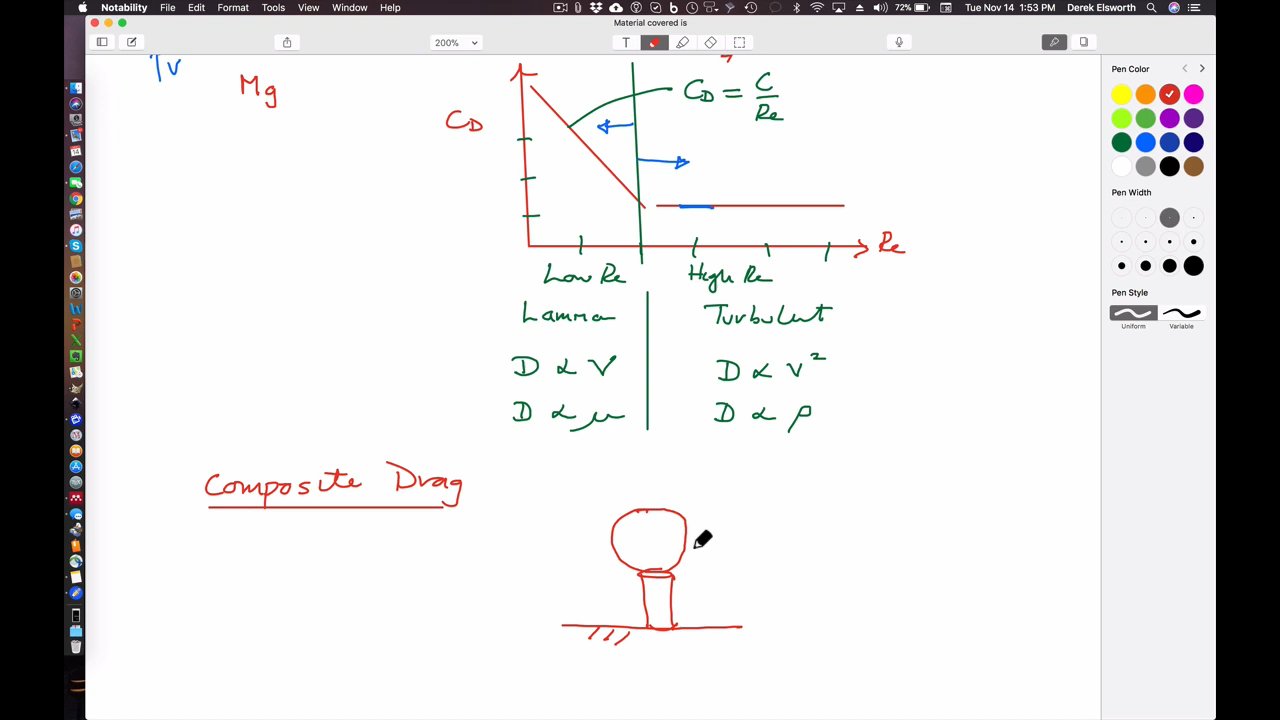 Notability File Edit Format Tools View Window Help 72% Tue Nov 14 1:53 PM Derek Elsworth
Material covered is
200%
T
Tv
Mg
CD
CD = C/Re
Re
Low Re High Re
Lamma Turbulent
D ∝ V D ∝ v²
D ∝ μ D ∝ ρ
Composite Drag
Pen Color
Pen Width
Pen Style
Uniform Variable